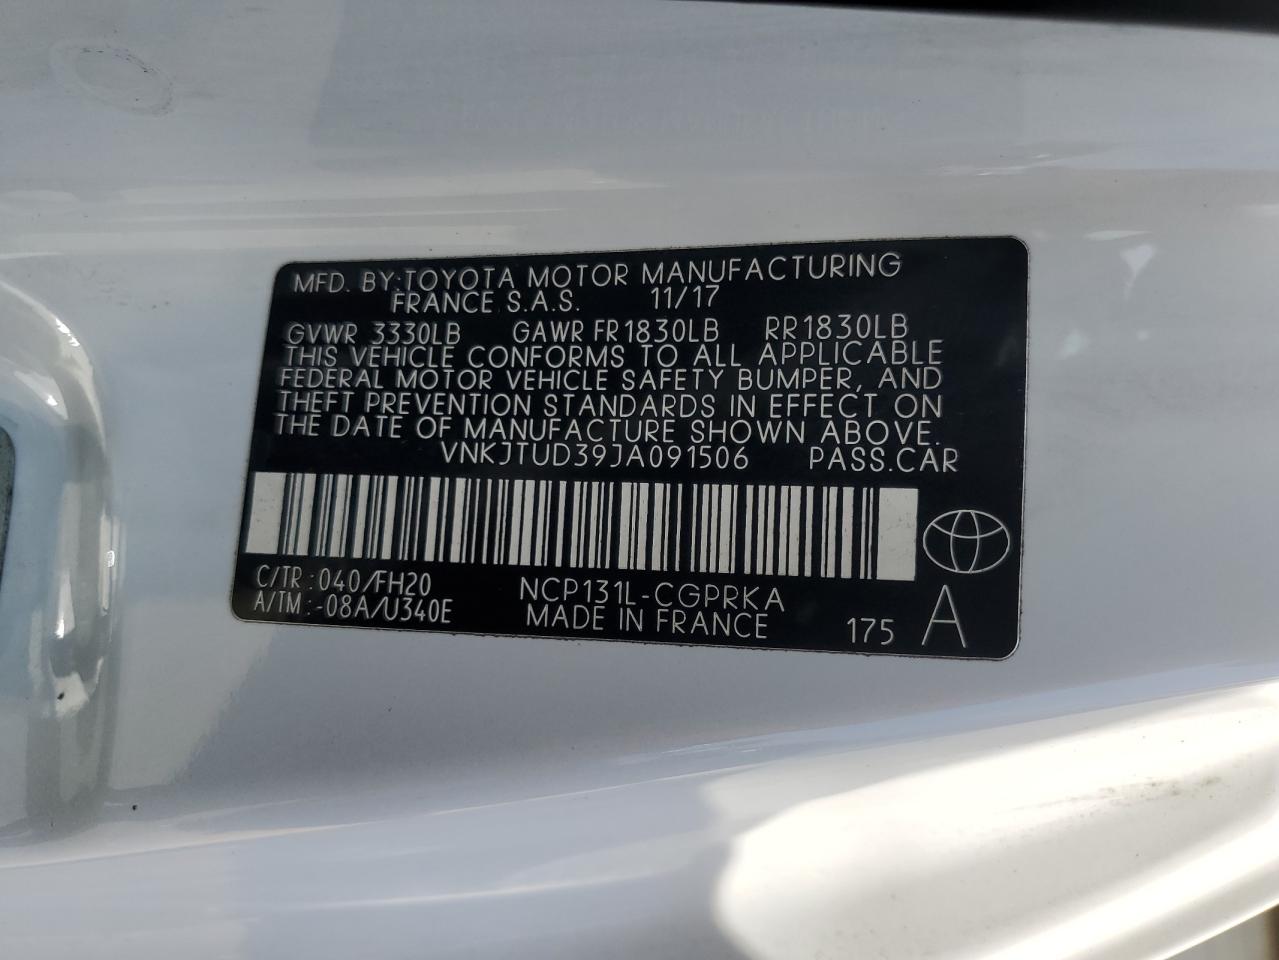 MFD. BY:TOYOTA MOTOR MANUFACTURING
FRANCE S.A.S. 11/17
GVWR 3330LB GAWR FR1830LB RR1830LB
THIS VEHICLE CONFORMS TO ALL APPLICABLE
FEDERAL MOTOR VEHICLE SAFETY BUMPER, AND
THEFT PREVENTION STANDARDS IN EFFECT ON
THE DATE OF MANUFACTURE SHOWN ABOVE.
VNKJTUD39JA091506 PASS.CAR
C/TR: 040/FH20 NCP131L-CGPRKA
A/TM: -08A/U340E MADE IN FRANCE 175 A